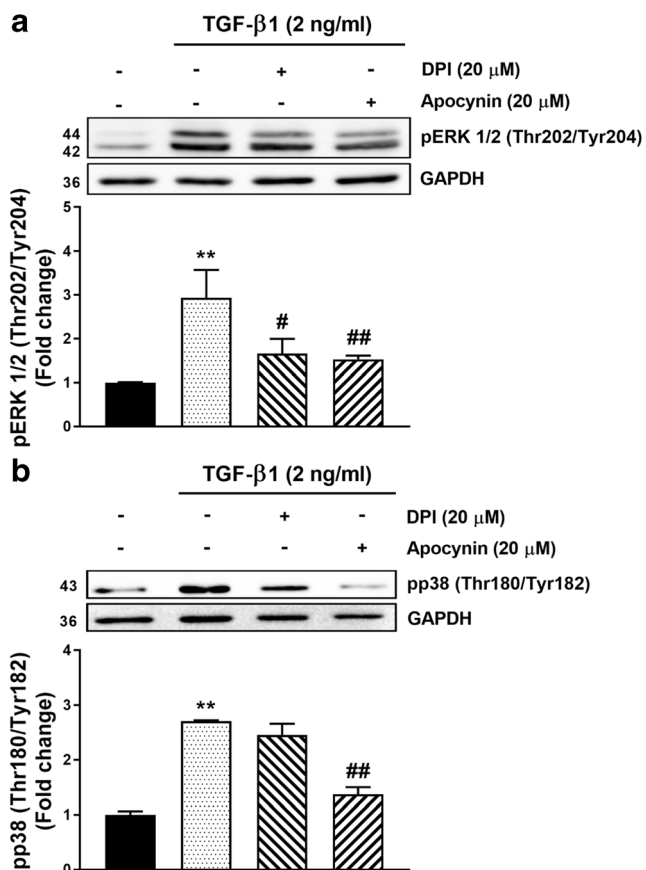 a
TGF-β1 (2 ng/ml)
- - + - DPI (20 μM)
- - - + Apocynin (20 μM)
44
42
pERK 1/2 (Thr202/Tyr204)
36
GAPDH
pERK 1/2 (Thr202/Tyr204)
(Fold change)
5
4
3
2
1
0
**
#
##
b
TGF-β1 (2 ng/ml)
- - + - DPI (20 μM)
- - - + Apocynin (20 μM)
43
pp38 (Thr180/Tyr182)
36
GAPDH
pp38 (Thr180/Tyr182)
(Fold change)
4
3
2
1
0
**
##